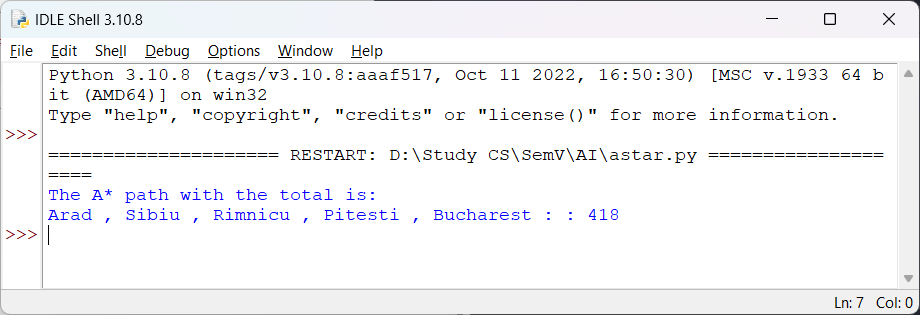 IDLE Shell 3.10.8
File Edit Shell Debug Options Window Help
Python 3.10.8 (tags/v3.10.8:aaaf517, Oct 11 2022, 16:50:30) [MSC v.1933 64 b
it (AMD64)] on win32
Type "help", "copyright", "credits" or "license()" for more information.
>>>
===================== RESTART: D:\Study CS\SemV\AI\astar.py ================
====
The A* path with the total is:
Arad , Sibiu , Rimnicu , Pitesti , Bucharest : : 418
>>>
Ln: 7 Col: 0